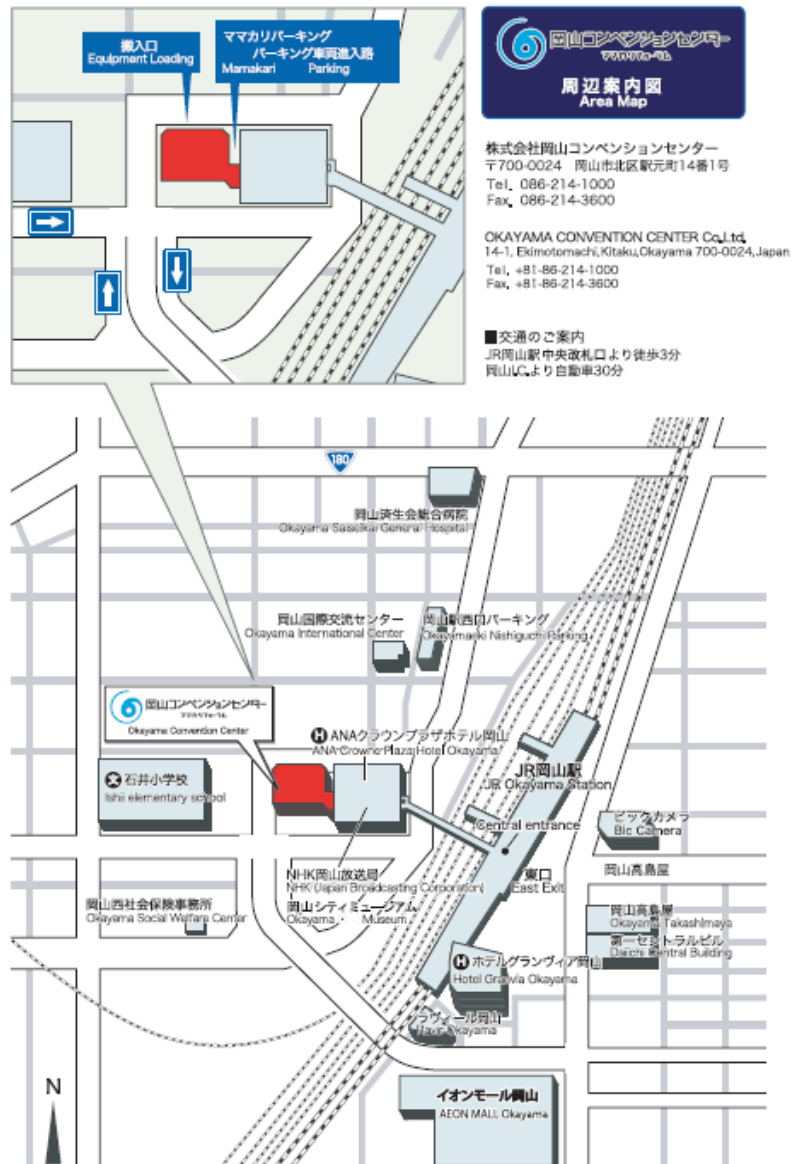 搬入口
Equipment Loading
ママカリパーキング
パーキング車両進入路
Mamakari Parking
岡山コンベンションセンター
ママカリフォーラム
周辺案内図
Area Map
株式会社岡山コンベンションセンター
〒700-0024 岡山市北区駅元町14番1号
Tel. 086-214-1000
Fax. 086-214-3600
OKAYAMA CONVENTION CENTER Co.,Ltd.
14-1, Ekimotomachi,Kitaku,Okayama 700-0024,Japan
Tel. +81-86-214-1000
Fax. +81-86-214-3600
■交通のご案内
JR岡山駅中央改札口より徒歩3分
岡山I.C.より自動車30分
180
岡山済生会総合病院
Okayama Saiseikai General Hospital
岡山国際交流センター
Okayama International Center
岡山駅西口パーキング
Okayamaeki Nishiguchi Parking
岡山コンベンションセンター
ママカリフォーラム
Okayama Convention Center
H ANAクラウンプラザホテル岡山
ANA Crowne Plaza Hotel Okayama
JR岡山駅
JR Okayama Station
石井小学校
Ishii elementary school
Central entrance
ビックカメラ
Bic Camera
NHK岡山放送局
NHK (Japan Broadcasting Corporation)
東口
East Exit
岡山高島屋
岡山西社会保険事務所
Okayama Social Welfare Center
岡山シティミュージアム
Okayama Museum
岡山高島屋
Okayama Takashimaya
第一セントラルビル
Daiichi Central Building
H ホテルグランヴィア岡山
Hotel Granvia Okayama
ラヴィール岡山
Ravir Okayama
N
イオンモール岡山
AEON MALL Okayama